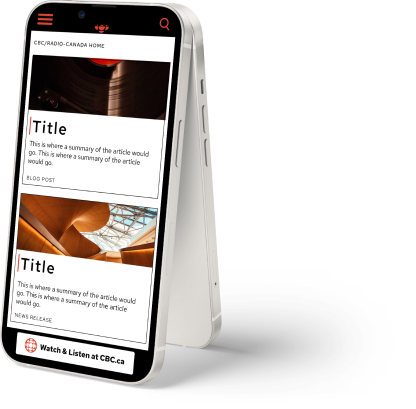 CBC/RADIO-CANADA HOME
Title
This is where a summary of the article would
go. This is where a summary of the article
would go.
BLOG POST
Title
This is where a summary of the article would
go. This is where a summary of the article
would go.
NEWS RELEASE
Watch & Listen at CBC.ca